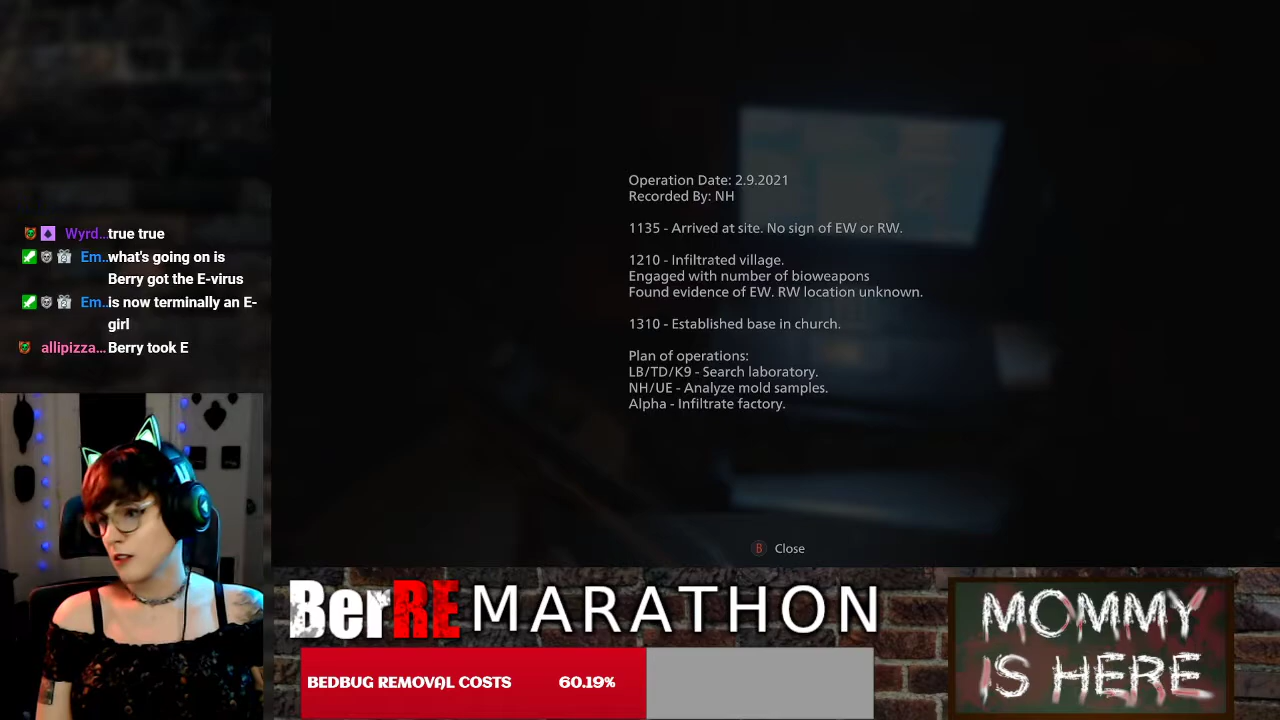 Wyrd... true true
Em.. what's going on is
Berry got the E-virus
Em.. is now terminally an E-
girl
allipizza... Berry took E
Operation Date: 2.9.2021
Recorded By: NH
1135 - Arrived at site. No sign of EW or RW.
1210 - Infiltrated village.
Engaged with number of bioweapons
Found evidence of EW. RW location unknown.
1310 - Established base in church.
Plan of operations:
LB/TD/K9 - Search laboratory.
NH/UE - Analyze mold samples.
Alpha - Infiltrate factory.
B Close
BerRE MARATHON
BEDBUG REMOVAL COSTS 60.19%
MOMMY
IS HERE